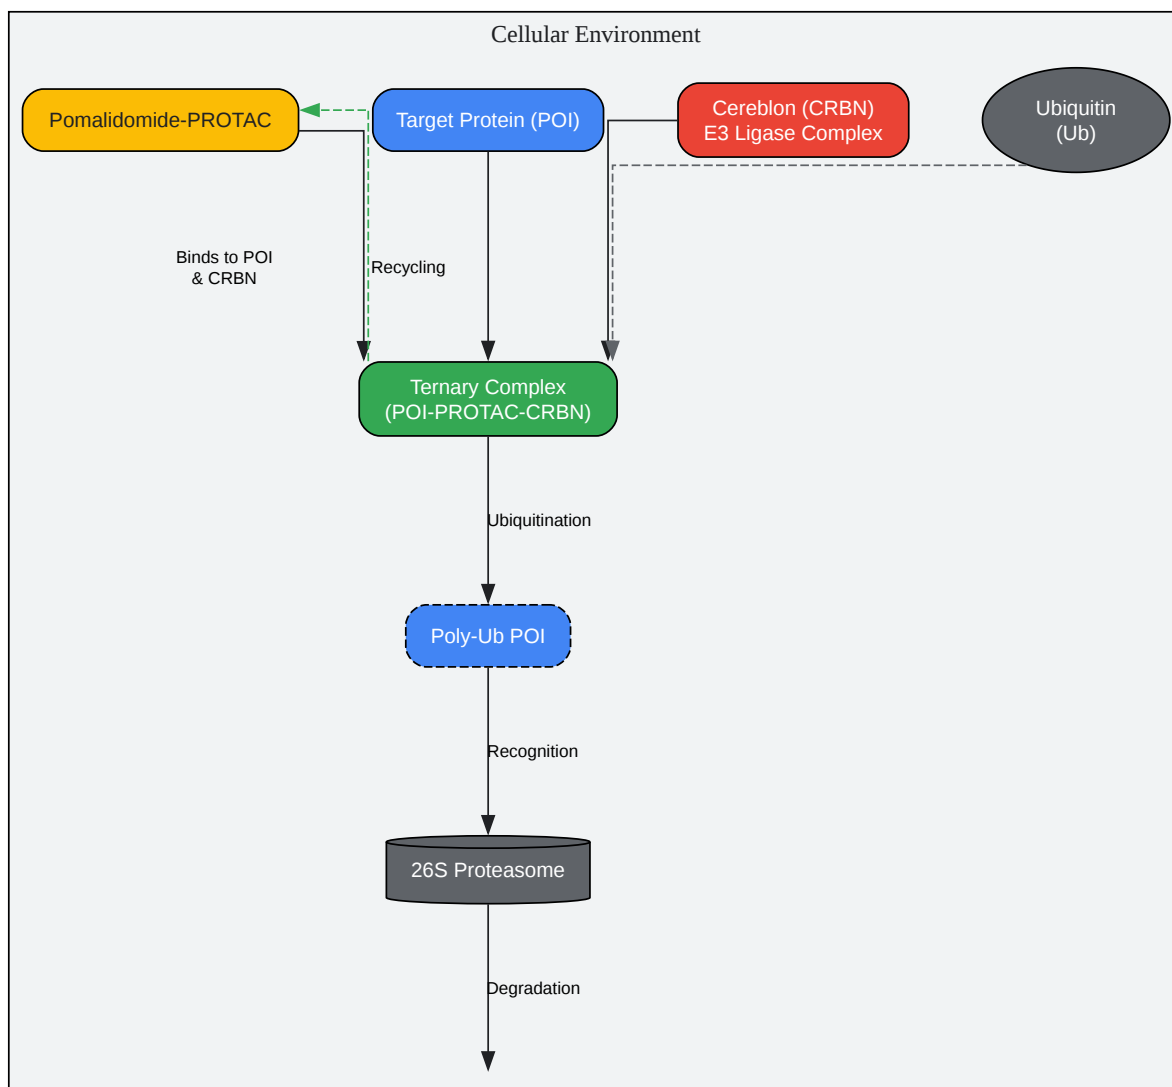 Cellular Environment
Pomalidomide-PROTAC
Target Protein (POI)
Cereblon (CRBN)
E3 Ligase Complex
Ubiquitin
(Ub)
Binds to POI
& CRBN
Recycling
Ternary Complex
(POI-PROTAC-CRBN)
Ubiquitination
Poly-Ub POI
Recognition
26S Proteasome
Degradation